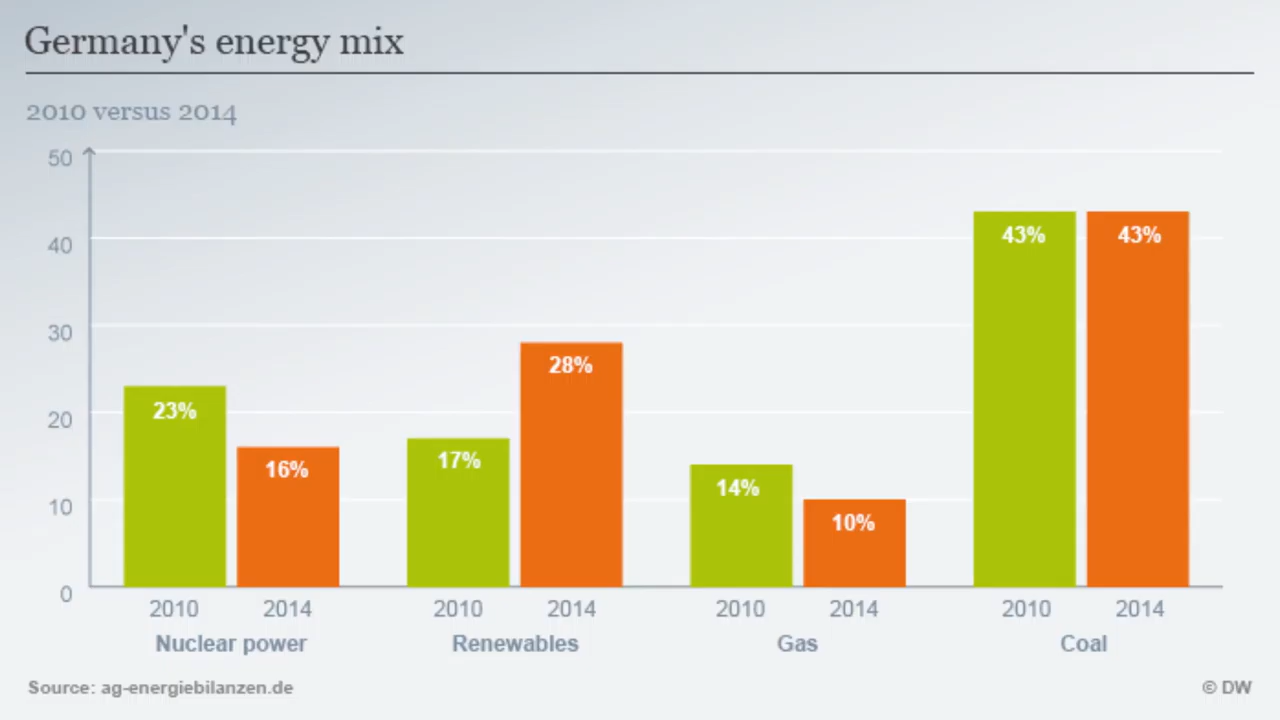 Germany's energy mix
2010 versus 2014
50
40
30
20
10
0
23%
16%
17%
28%
14%
10%
43%
43%
2010 2014 2010 2014 2010 2014 2010 2014
Nuclear power Renewables Gas Coal
Source: ag-energiebilanzen.de © DW